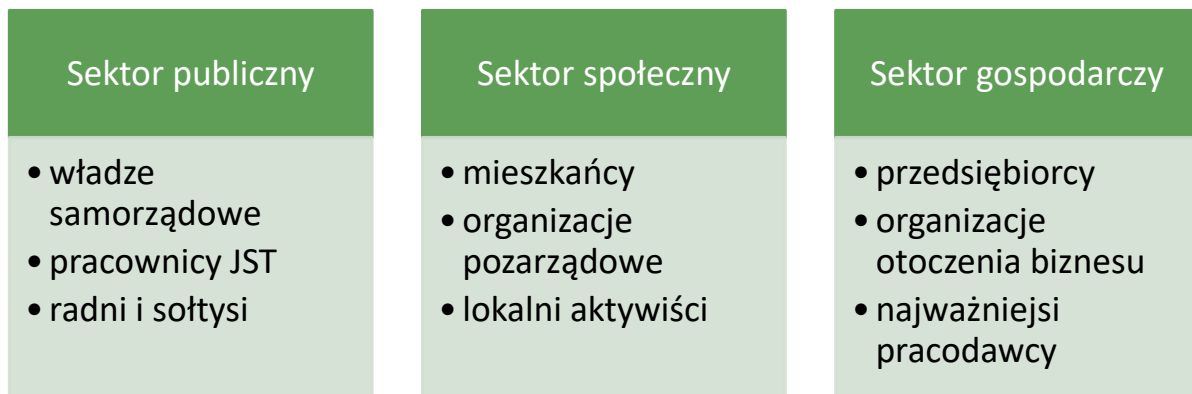 Sektor publiczny
• władze
samorządowe
• pracownicy JST
• radni i sołtysi
Sektor społeczny
• mieszkańcy
• organizacje
pozarządowe
• lokalni aktywiści
Sektor gospodarczy
• przedsiębiorcy
• organizacje
otoczenia biznesu
• najważniejsi
pracodawcy